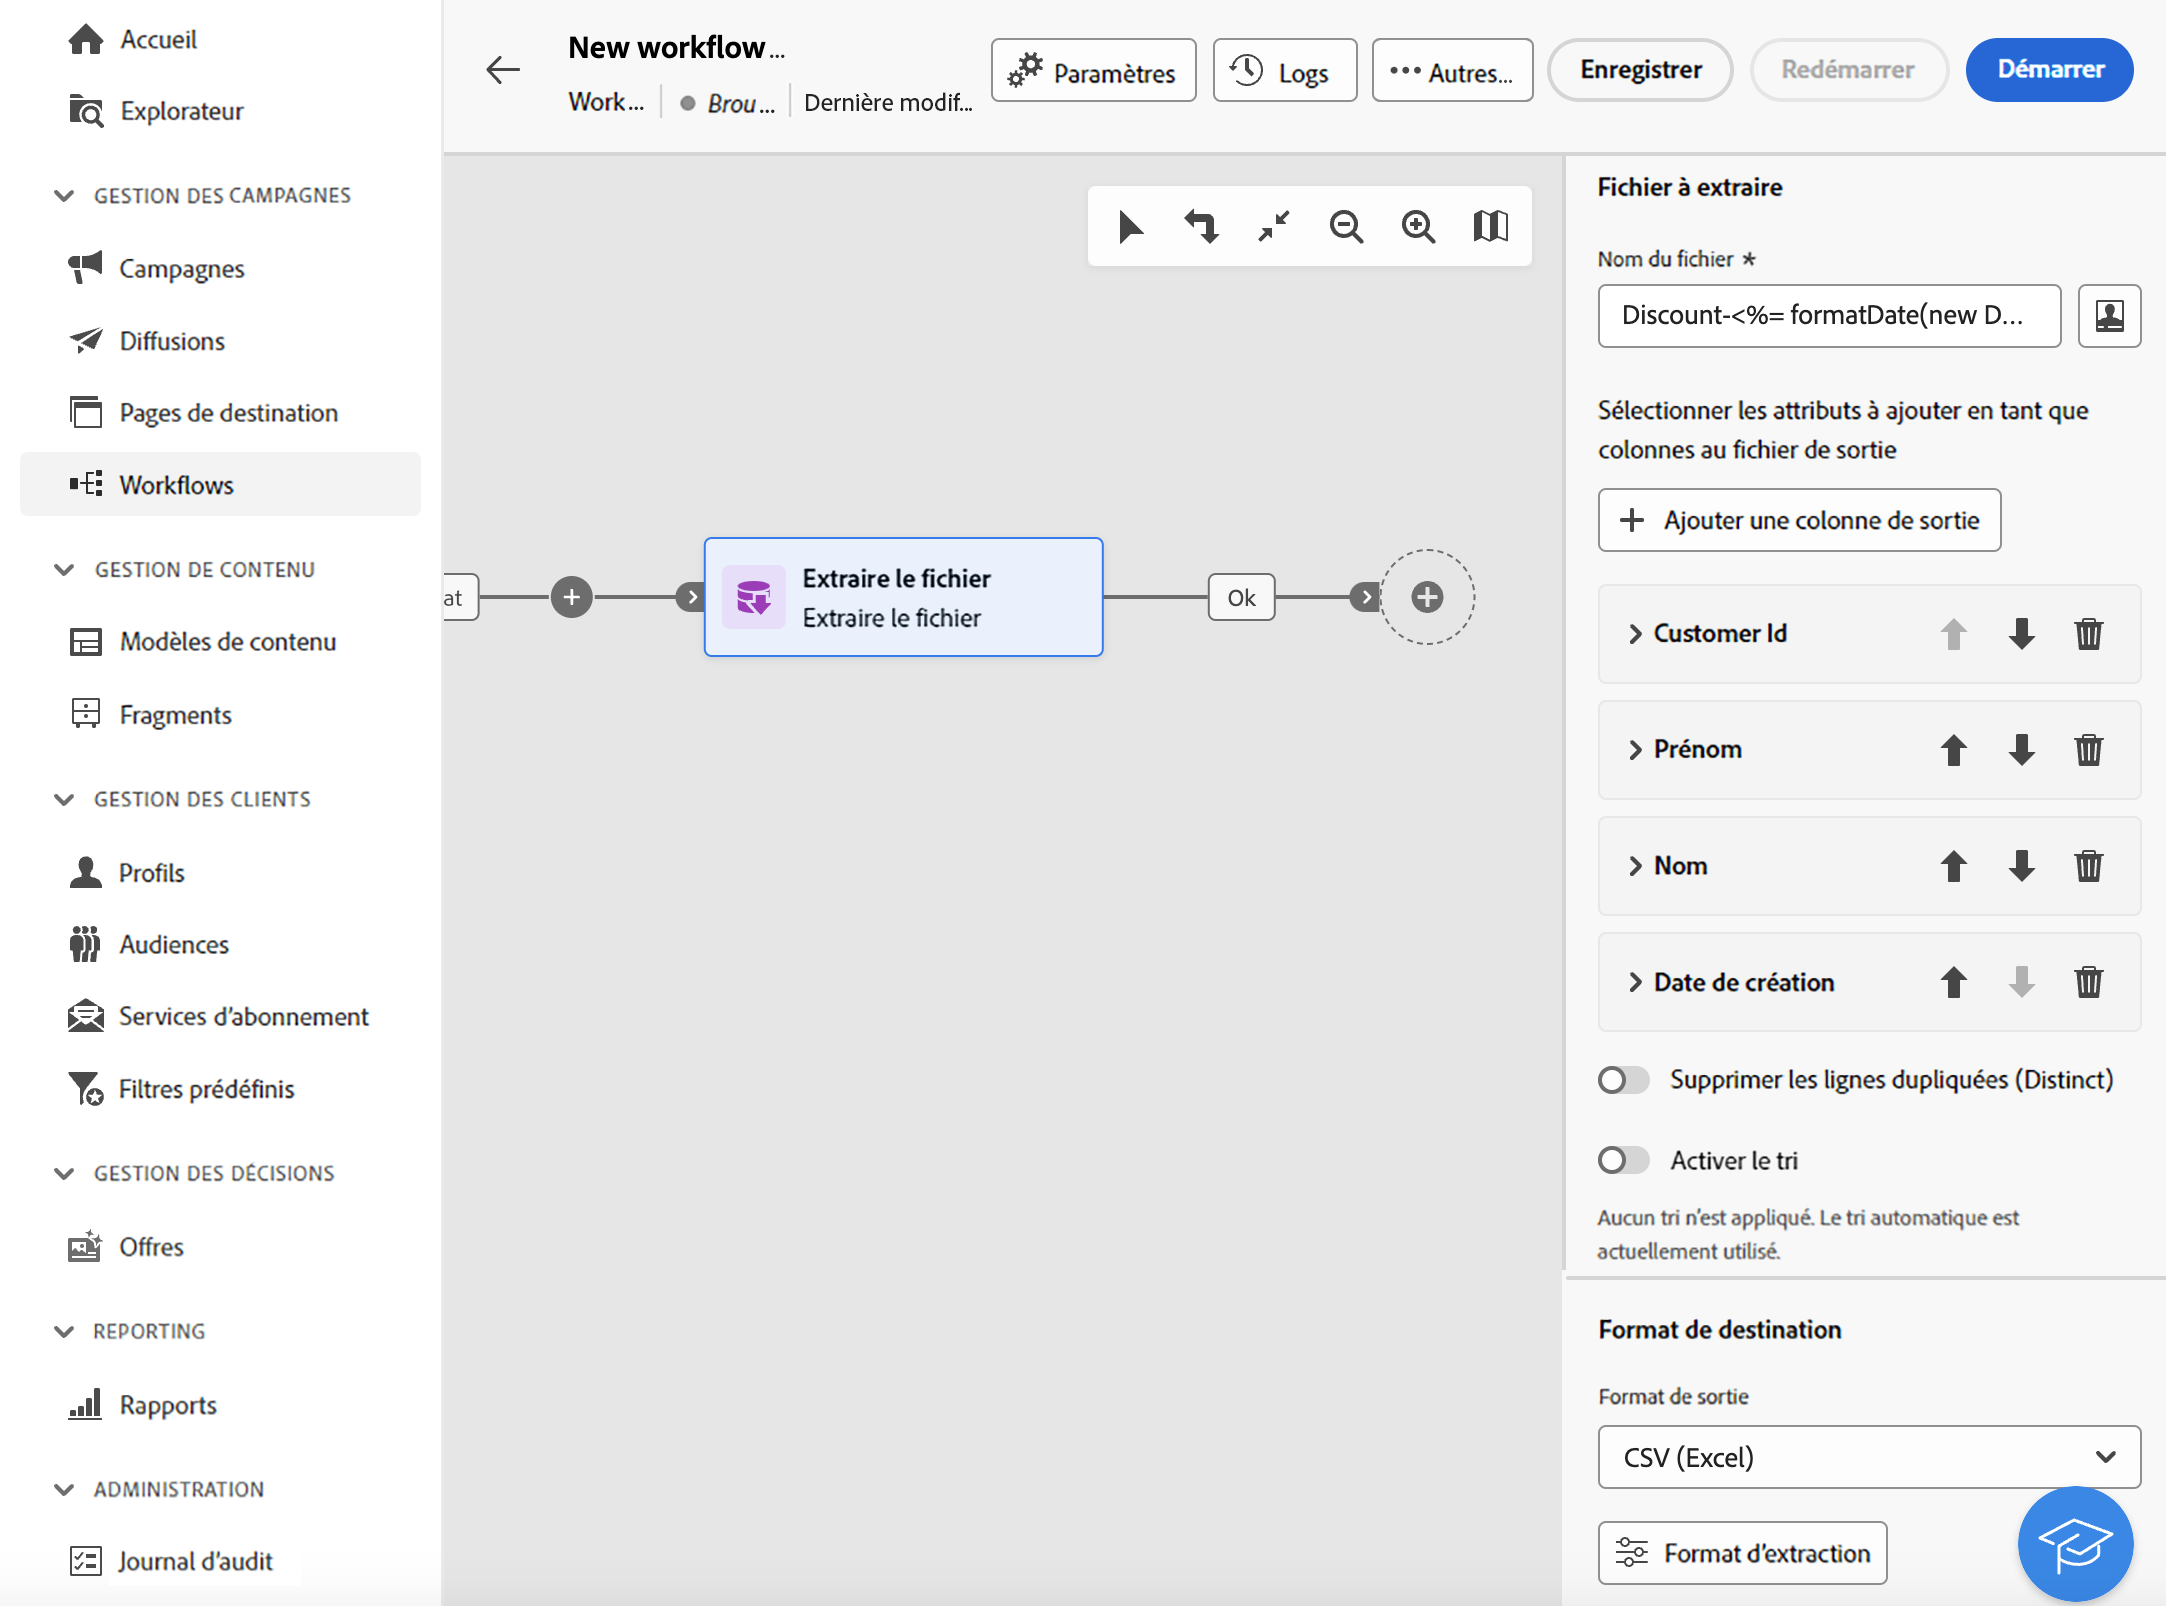 Accueil
Explorateur
GESTION DES CAMPAGNES
Campagnes
Diffusions
Pages de destination
Workflows
GESTION DE CONTENU
Modèles de contenu
Fragments
GESTION DES CLIENTS
Profils
Audiences
Services d’abonnement
Filtres prédéfinis
GESTION DES DÉCISIONS
Offres
REPORTING
Rapports
ADMINISTRATION
Journal d’audit
New workflow...
Work... Brou... Dernière modif...
Paramètres
Logs
Autres...
Enregistrer
Redémarrer
Démarrer
at
Extraire le fichier
Extraire le fichier
Ok
Fichier à extraire
Nom du fichier *
Discount-<%= formatDate(new D...
Sélectionner les attributs à ajouter en tant que
colonnes au fichier de sortie
Ajouter une colonne de sortie
Customer Id
Prénom
Nom
Date de création
Supprimer les lignes dupliquées (Distinct)
Activer le tri
Aucun tri n’est appliqué. Le tri automatique est
actuellement utilisé.
Format de destination
Format de sortie
CSV (Excel)
Format d’extraction